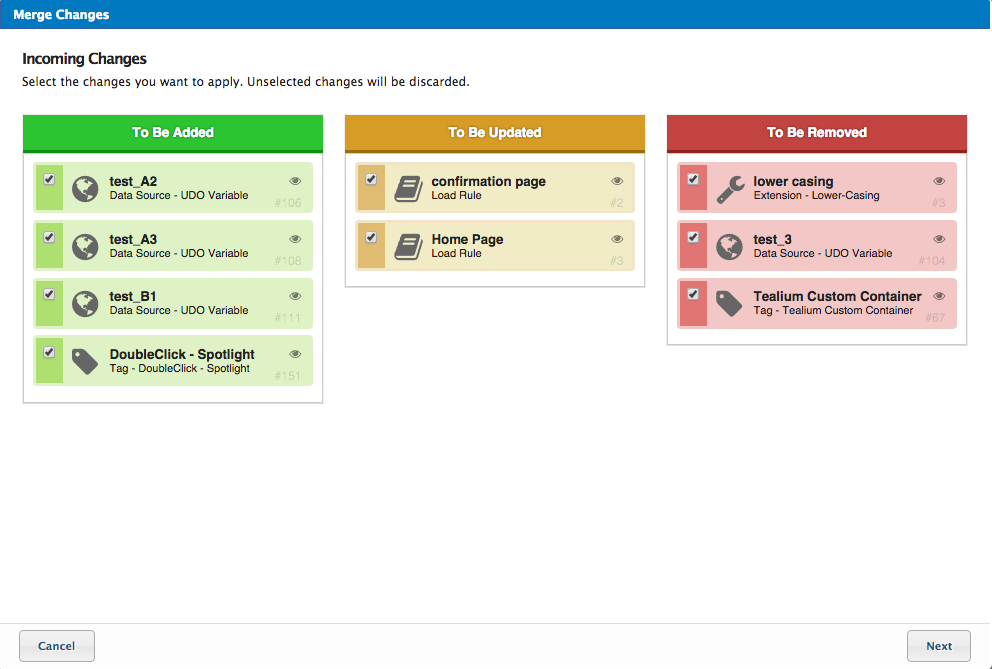 Merge Changes
Incoming Changes
Select the changes you want to apply. Unselected changes will be discarded.
To Be Added
test_A2
Data Source - UDO Variable
#106
test_A3
Data Source - UDO Variable
#108
test_B1
Data Source - UDO Variable
#111
DoubleClick - Spotlight
Tag - DoubleClick - Spotlight
#151
To Be Updated
confirmation page
Load Rule
#2
Home Page
Load Rule
#3
To Be Removed
lower casing
Extension - Lower-Casing
#3
test_3
Data Source - UDO Variable
#104
Tealium Custom Container
Tag - Tealium Custom Container
#67
Cancel
Next